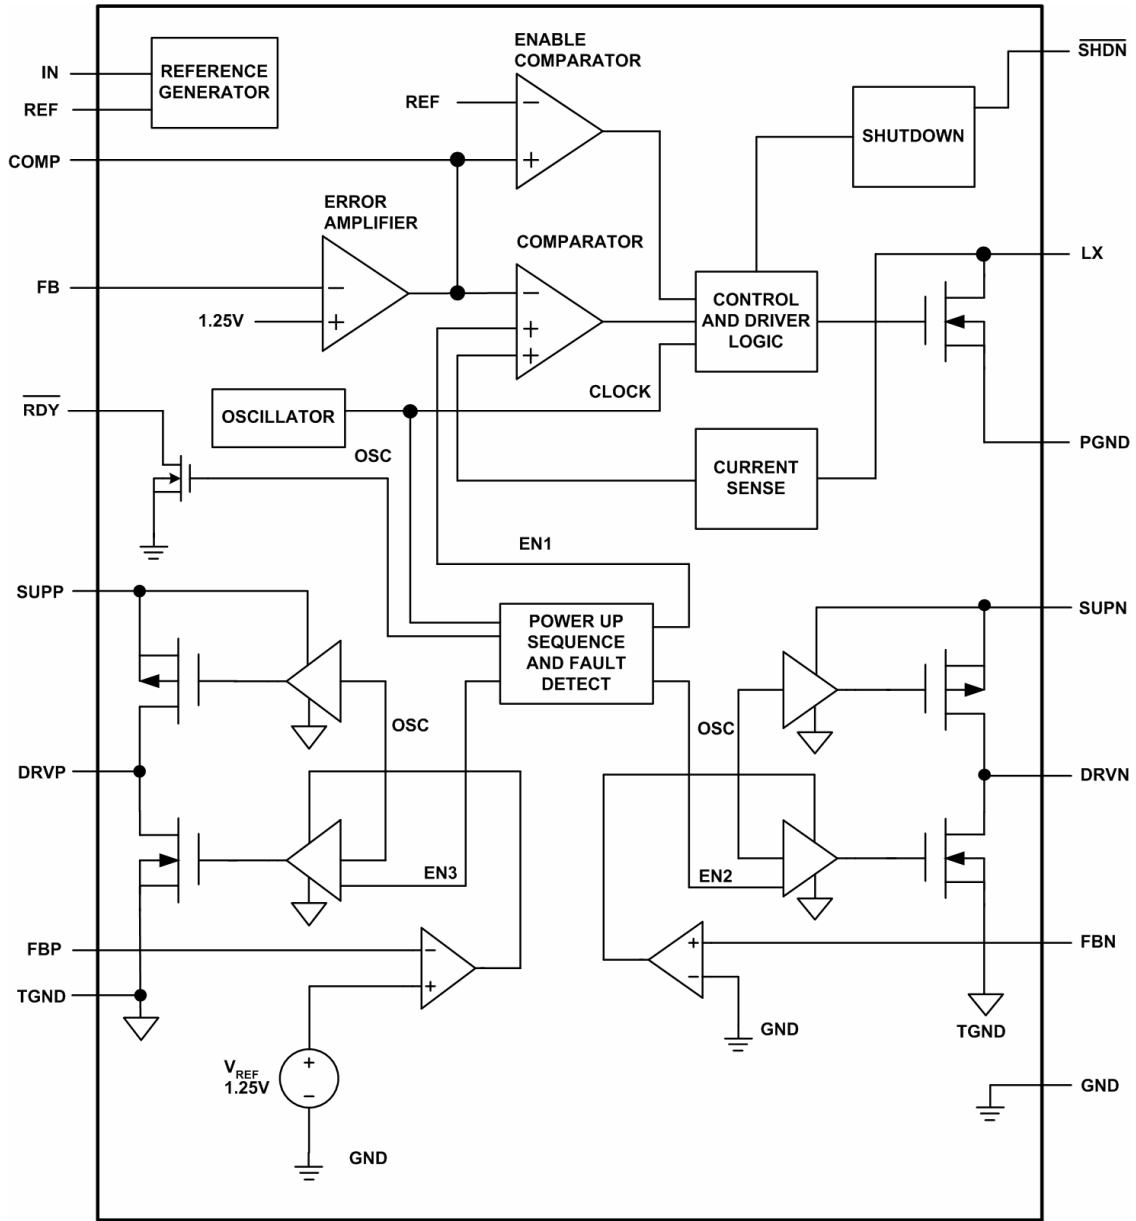 ENABLE
COMPARATOR
SHDN
IN
REFERENCE
GENERATOR
REF
REF
−
SHUTDOWN
COMP
+
ERROR
AMPLIFIER
COMPARATOR
LX
FB
−
−
CONTROL
AND DRIVER
LOGIC
1.25V
+
+
+
CLOCK
RDY
OSCILLATOR
PGND
OSC
CURRENT
SENSE
EN1
SUPP
SUPN
POWER UP
SEQUENCE
AND FAULT
DETECT
OSC
OSC
DRVP
DRVN
EN3
EN2
FBP
−
+
FBN
+
−
TGND
GND
TGND
VREF
1.25V
+
−
GND
GND